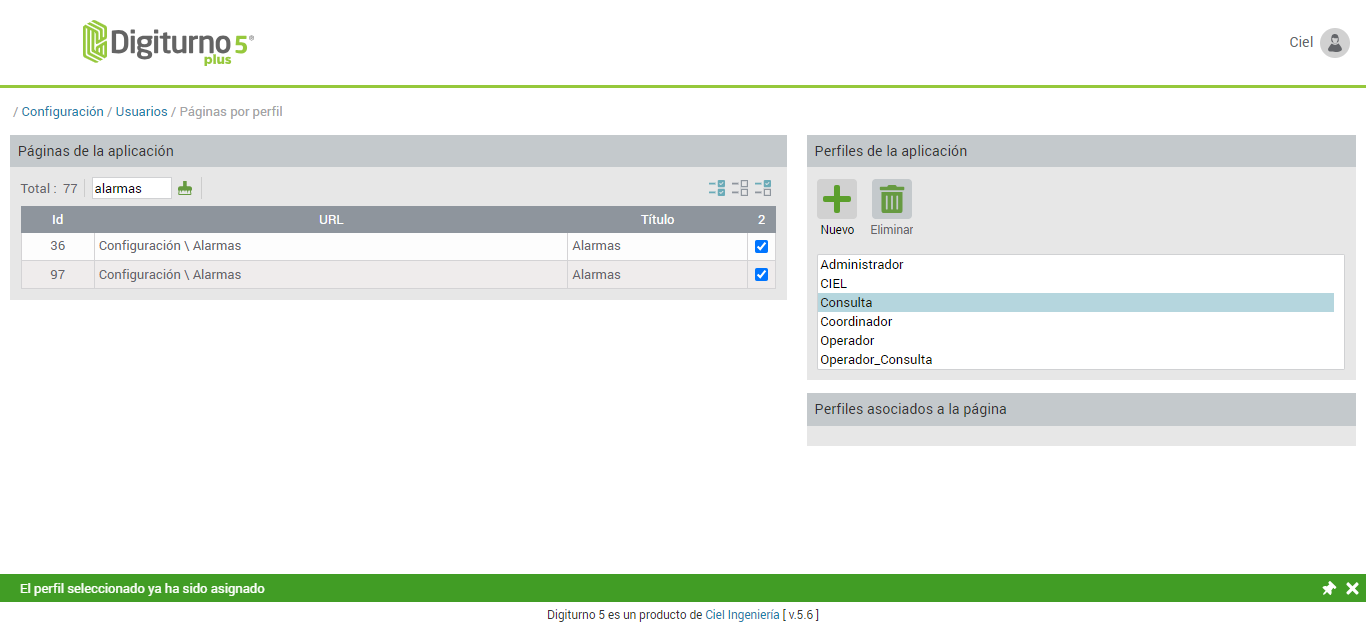 Digiturno 5®
plus
Ciel
/ Configuración / Usuarios / Páginas por perfil
Páginas de la aplicación
Total : 77 alarmas
Id URL Título 2
36 Configuración \ Alarmas Alarmas
97 Configuración \ Alarmas Alarmas
Perfiles de la aplicación
Nuevo Eliminar
Administrador
CIEL
Consulta
Coordinador
Operador
Operador_Consulta
Perfiles asociados a la página
El perfil seleccionado ya ha sido asignado
Digiturno 5 es un producto de Ciel Ingeniería [ v.5.6 ]